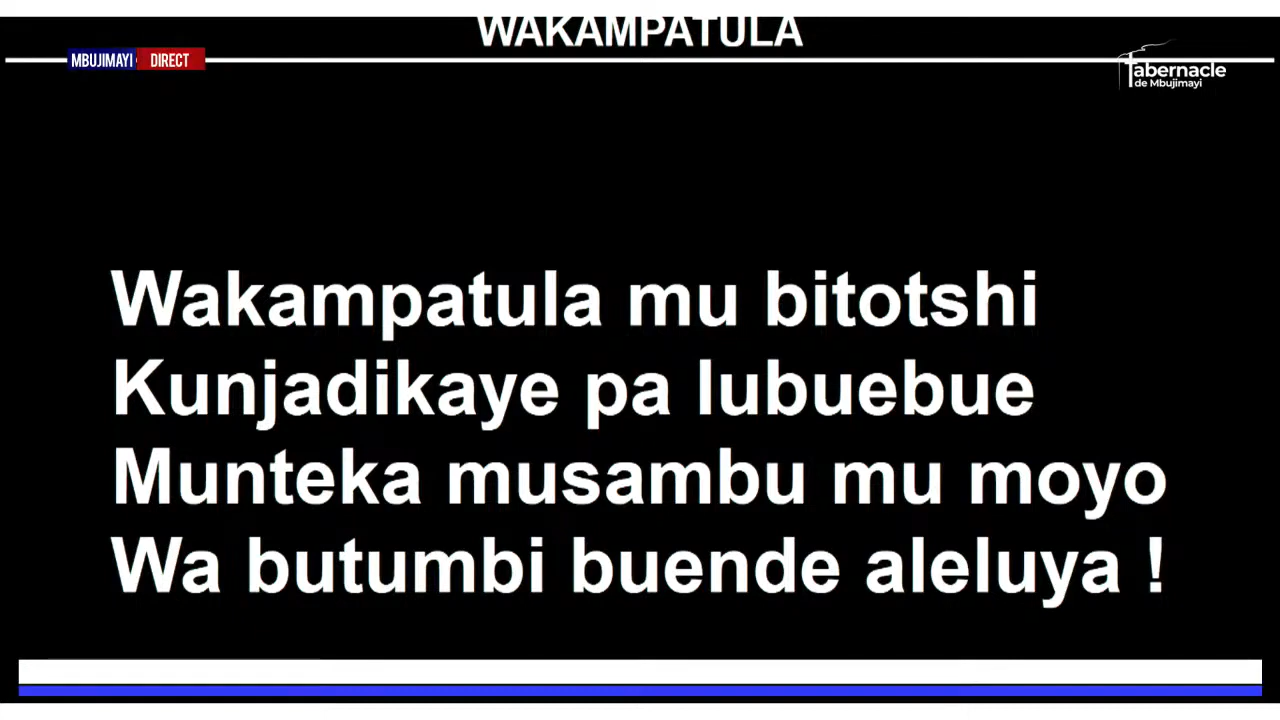 WAKAMPATULA
MBUJIMAYI DIRECT
Tabernacle
de Mbujimayi
Wakampatula mu bitotshi
Kunjadikaye pa lubuebue
Munteka musambu mu moyo
Wa butumbi buende aleluya !